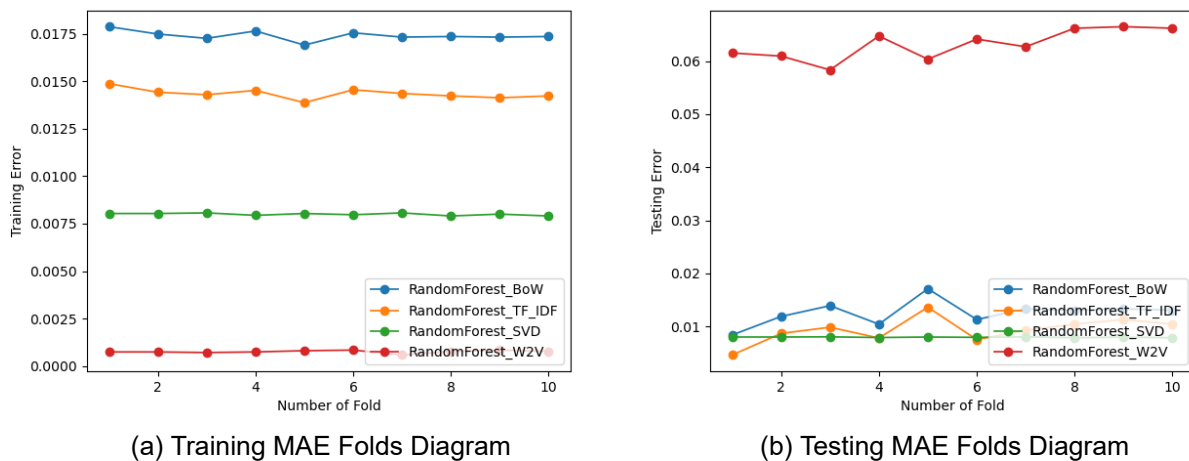 0.0175
0.0150
0.0125
0.0100
0.0075
0.0050
0.0025
0.0000
Training Error
RandomForest_BoW
RandomForest_TF_IDF
RandomForest_SVD
RandomForest_W2V
2 4 6 8 10
Number of Fold
(a) Training MAE Folds Diagram
0.06
0.05
0.04
0.03
0.02
0.01
Testing Error
RandomForest_BoW
RandomForest_TF_IDF
RandomForest_SVD
RandomForest_W2V
2 4 6 8 10
Number of Fold
(b) Testing MAE Folds Diagram